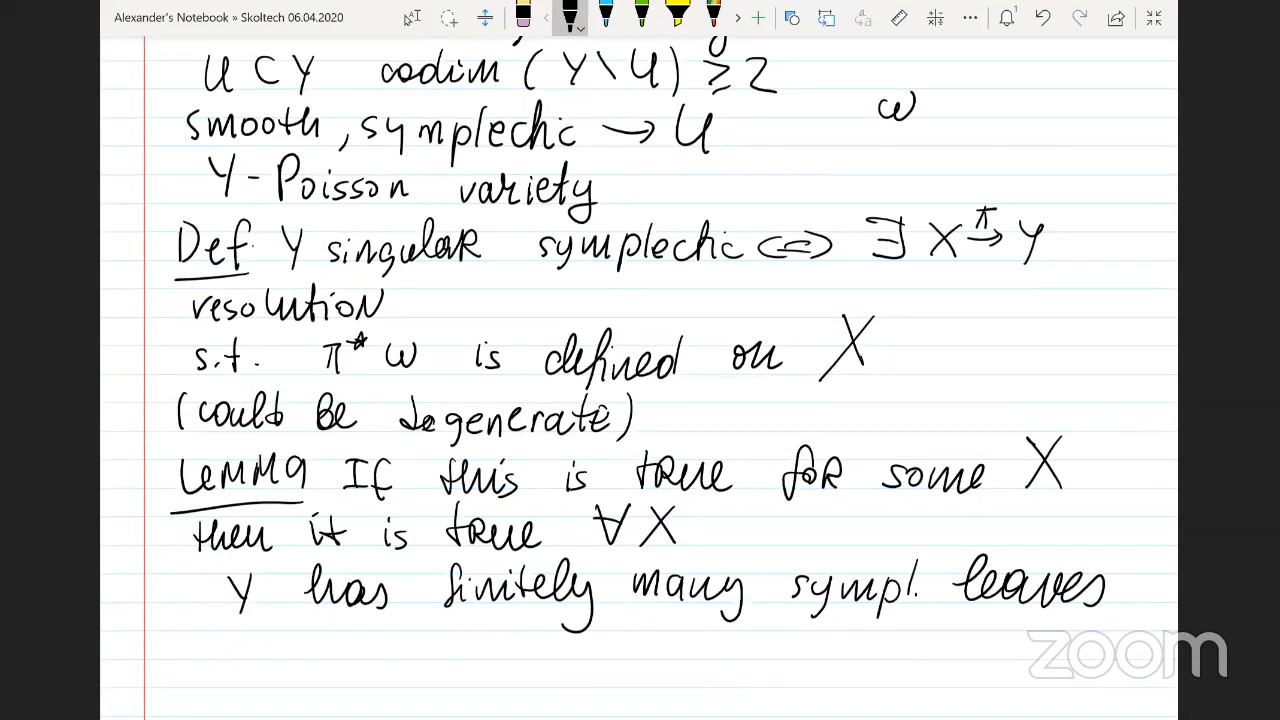 Alexander's Notebook » Skoltech 06.04.2020
U ⊂ Y codim (Y \ U) ≥ 2
ω
smooth, symplectic → U
Y - Poisson variety
Def. Y singular symplectic ⇔ ∃ X →π Y
resolution
s.t. π* ω is defined on X
(could be degenerate)
Lemma If this is true for some X
then it is true ∀ X
Y has finitely many sympl. leaves
zoom